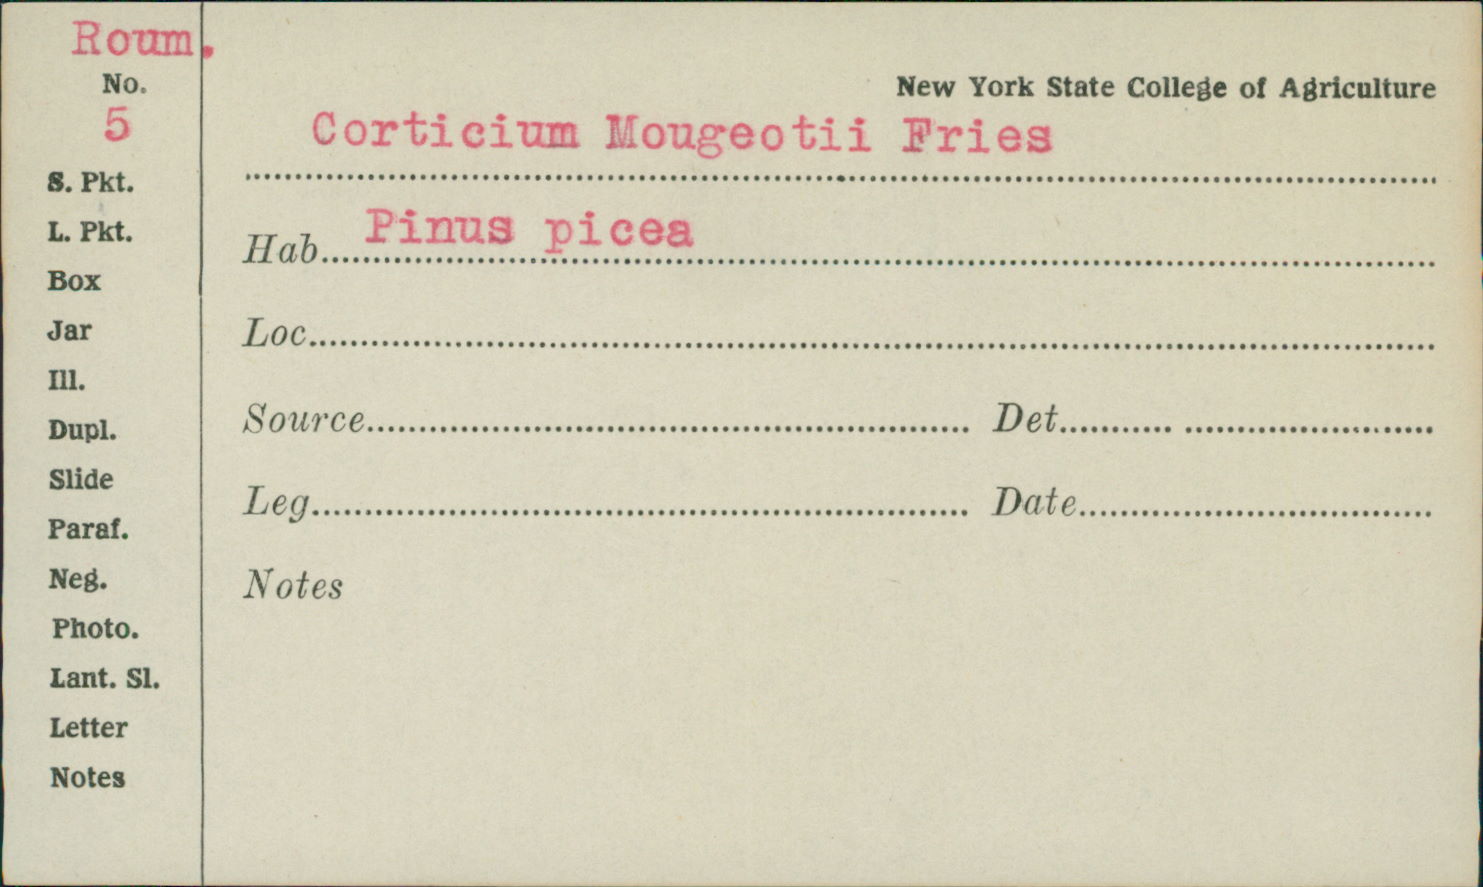 Roum.
No.
5
S. Pkt.
L. Pkt.
Box
Jar
Ill.
Dupl.
Slide
Paraf.
Neg.
Photo.
Lant. Sl.
Letter
Notes
New York State College of Agriculture
Corticium Mougeotii Fries
Hab. Pinus picea
Loc.
Source Det.
Leg. Date
Notes